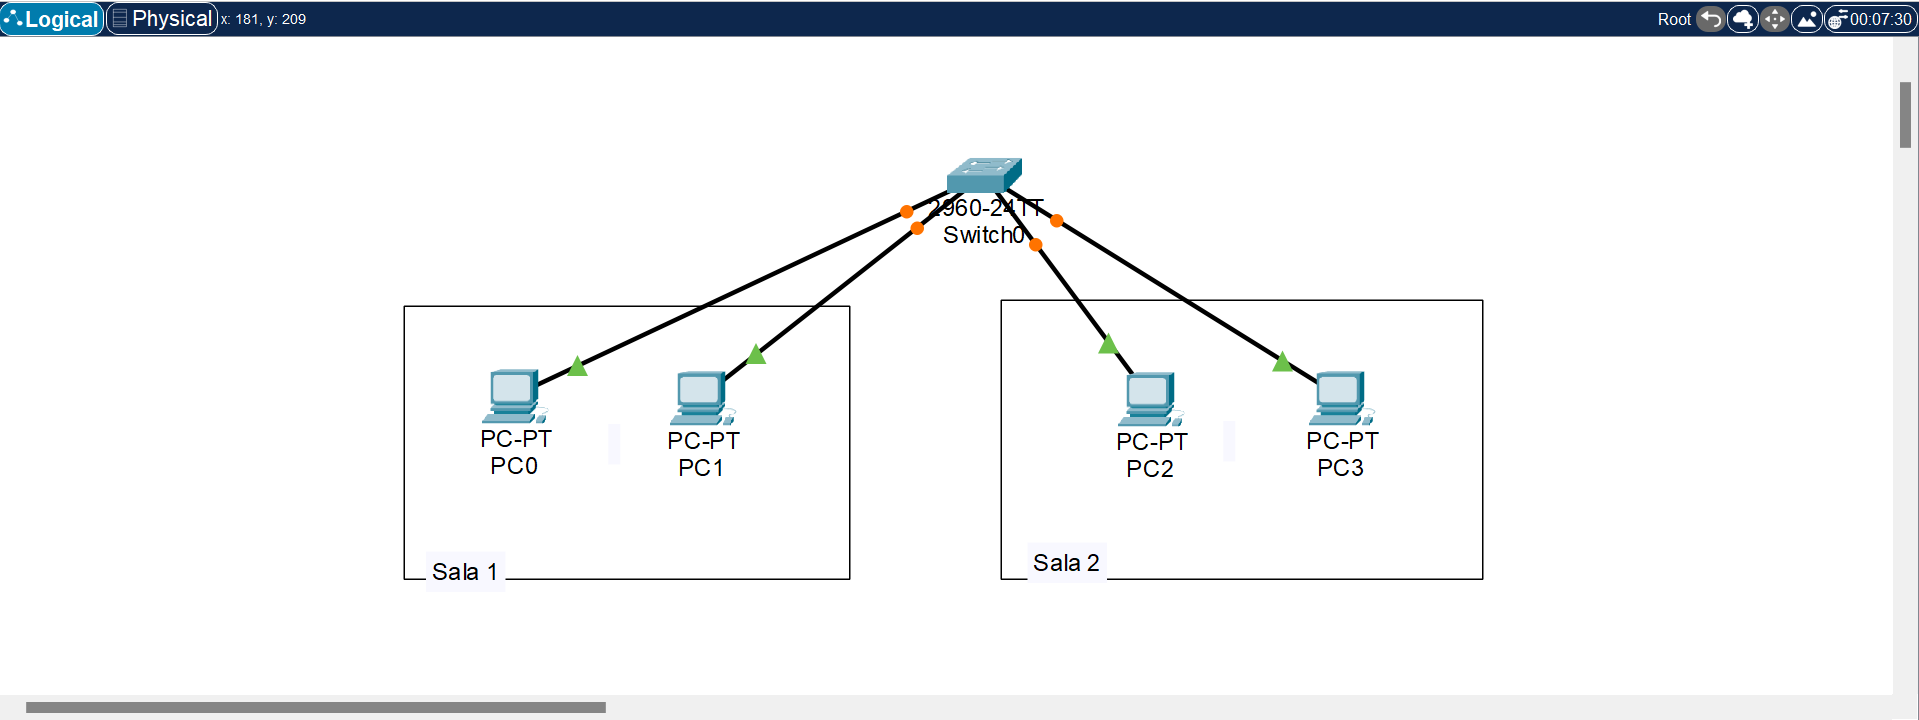 Logical Physical x: 181, y: 209 Root 00:07:30
2960-24TT
Switch0
PC-PT
PC0
PC-PT
PC1
Sala 1
PC-PT
PC2
PC-PT
PC3
Sala 2